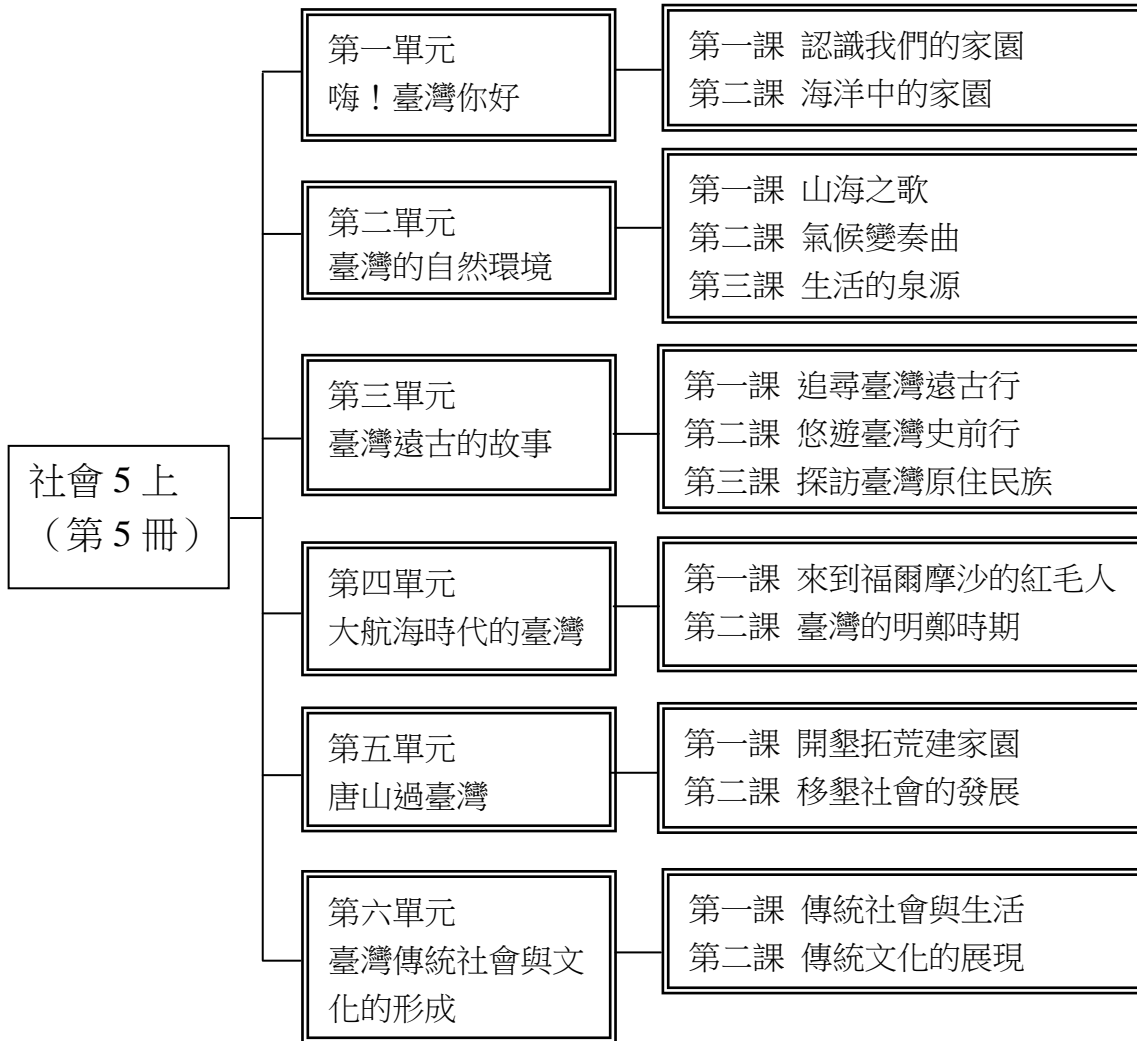 社會 5 上
（第 5 冊）
第一單元
嗨！臺灣你好
第一課 認識我們的家園
第二課 海洋中的家園
第二單元
臺灣的自然環境
第一課 山海之歌
第二課 氣候變奏曲
第三課 生活的泉源
第三單元
臺灣遠古的故事
第一課 追尋臺灣遠古行
第二課 悠遊臺灣史前行
第三課 探訪臺灣原住民族
第四單元
大航海時代的臺灣
第一課 來到福爾摩沙的紅毛人
第二課 臺灣的明鄭時期
第五單元
唐山過臺灣
第一課 開墾拓荒建家園
第二課 移墾社會的發展
第六單元
臺灣傳統社會與文
化的形成
第一課 傳統社會與生活
第二課 傳統文化的展現